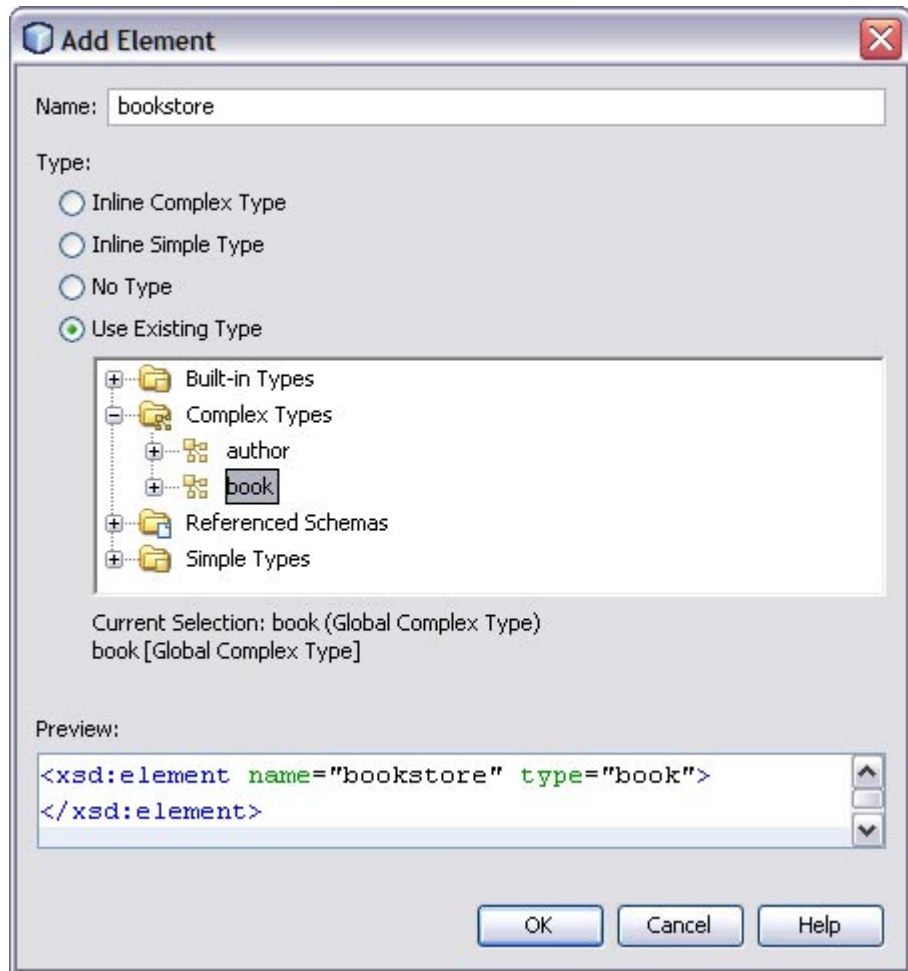 Add Element
Name: bookstore
Type:
Inline Complex Type
Inline Simple Type
No Type
Use Existing Type
Built-in Types
Complex Types
author
book
Referenced Schemas
Simple Types
Current Selection: book (Global Complex Type)
book [Global Complex Type]
Preview:
<xsd:element name="bookstore" type="book">
</xsd:element>
OK Cancel Help